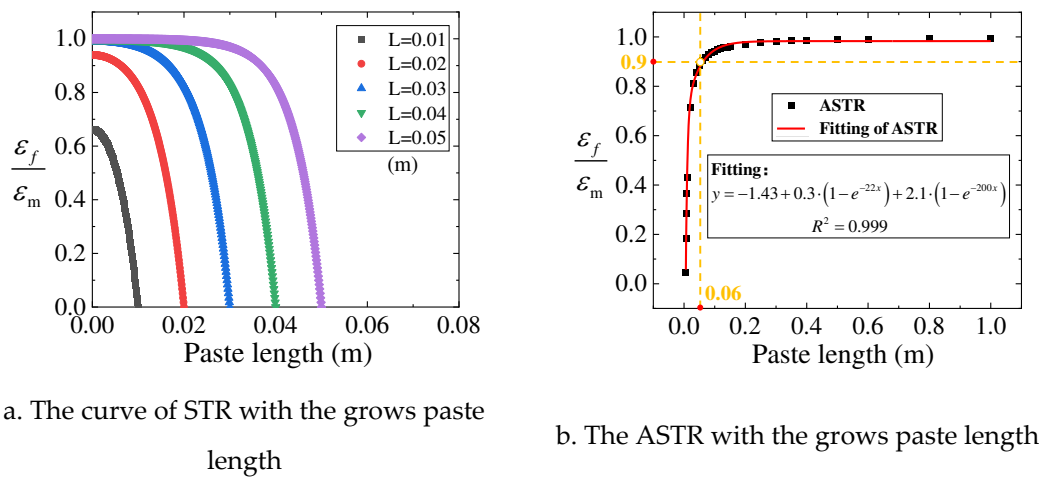 1.0
0.8
0.6
0.4
0.2
0.0
ε_f
ε_m
L=0.01
L=0.02
L=0.03
L=0.04
L=0.05
(m)
0.00 0.02 0.04 0.06 0.08
Paste length (m)
a. The curve of STR with the grows paste
length
1.0
0.9
0.8
0.6
0.4
0.2
0.0
ε_f
ε_m
ASTR
Fitting of ASTR
Fitting:
y = −1.43 + 0.3·(1−e^{−22x}) + 2.1·(1−e^{−200x})
R² = 0.999
0.06
0.0 0.2 0.4 0.6 0.8 1.0
Paste length (m)
b. The ASTR with the grows paste length